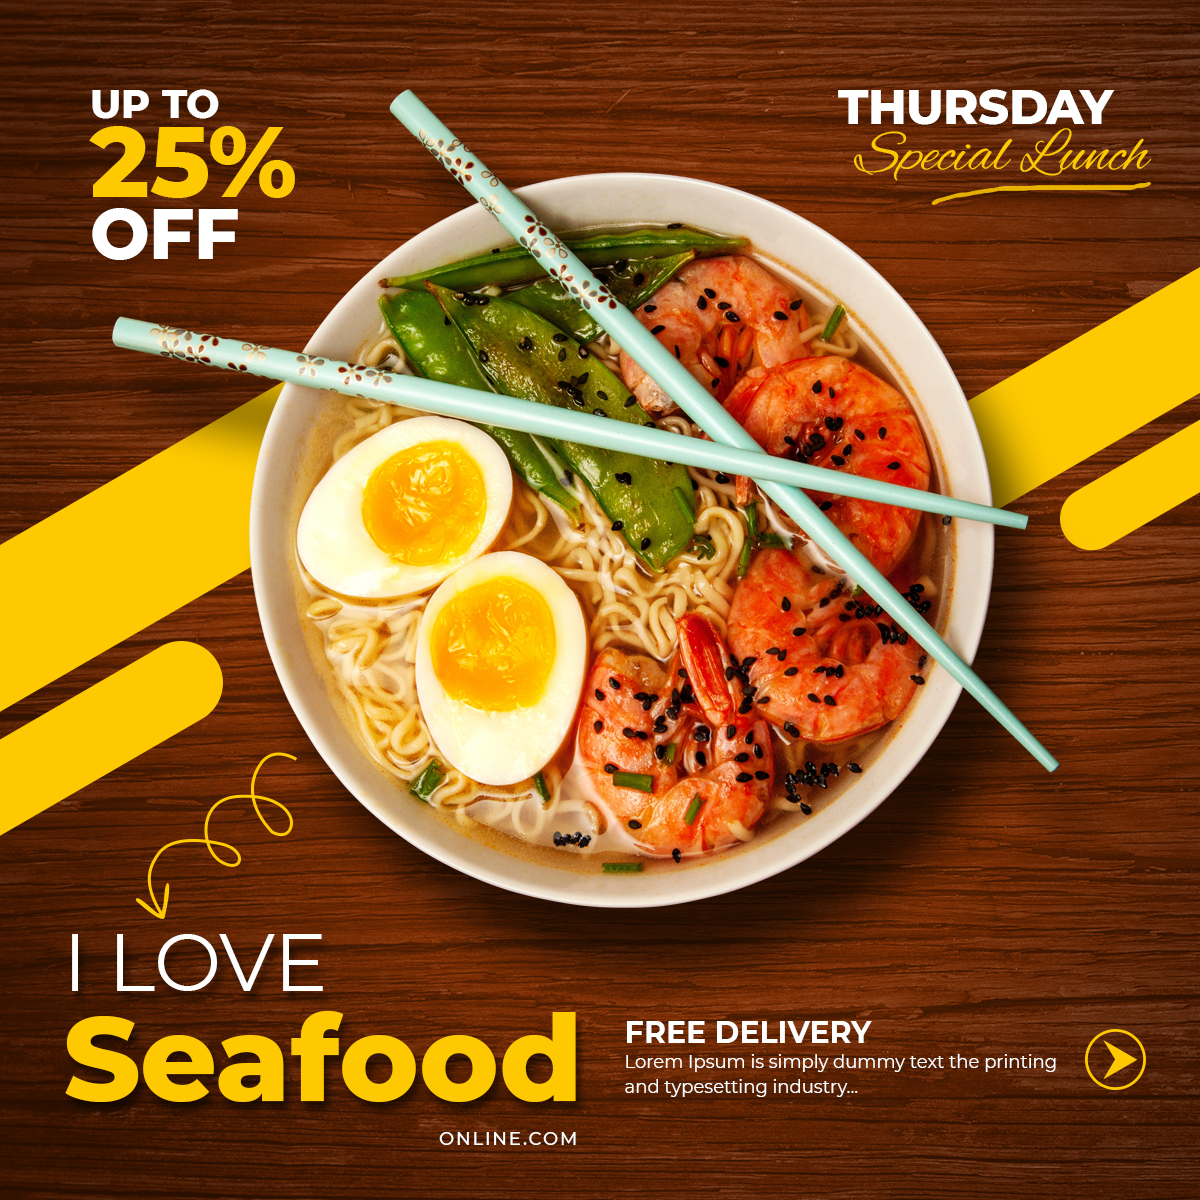 UP TO
25%
OFF
THURSDAY
Special Lunch
I LOVE
Seafood
FREE DELIVERY
Lorem Ipsum is simply dummy text the printing
and typesetting industry...
ONLINE.COM